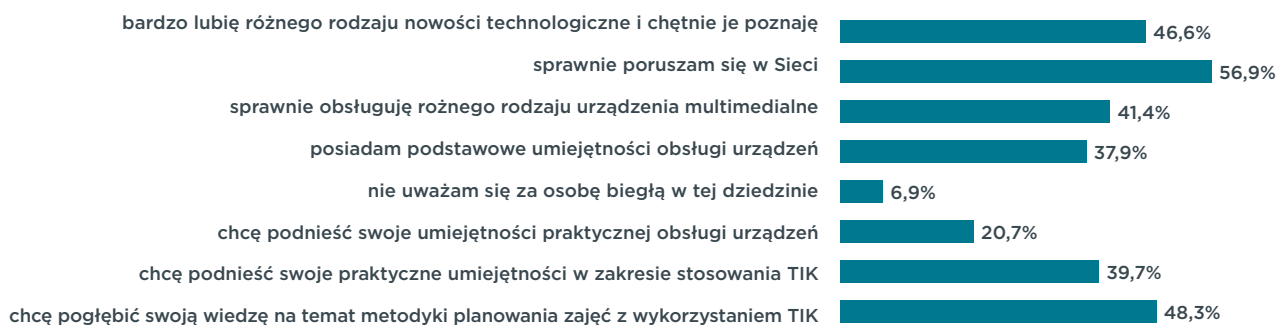 bardzo lubię różnego rodzaju nowości technologiczne i chętnie je poznaję 46,6%
sprawnie poruszam się w Sieci 56,9%
sprawnie obsługuję rożnego rodzaju urządzenia multimedialne 41,4%
posiadam podstawowe umiejętności obsługi urządzeń 37,9%
nie uważam się za osobę biegłą w tej dziedzinie 6,9%
chcę podnieść swoje umiejętności praktycznej obsługi urządzeń 20,7%
chcę podnieść swoje praktyczne umiejętności w zakresie stosowania TIK 39,7%
chcę pogłębić swoją wiedzę na temat metodyki planowania zajęć z wykorzystaniem TIK 48,3%